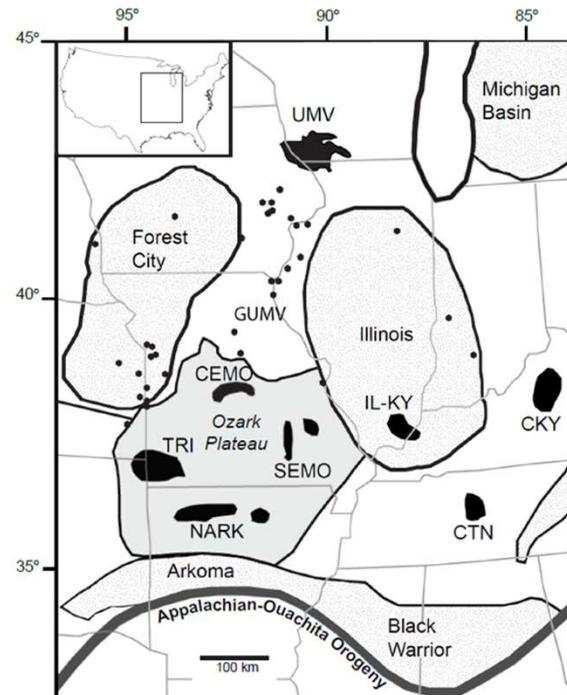 95° 90° 85°
45°
Michigan
Basin
UMV
Forest
City
40°
GUMV
Illinois
CEMO
IL-KY
CKY
Ozark
Plateau
TRI
SEMO
NARK
CTN
35°
Arkoma
Appalachian-Ouachita Orogeny
Black
Warrior
100 km